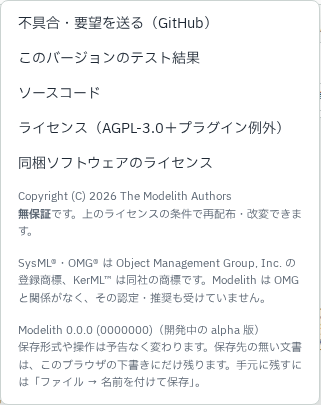 不具合・要望を送る（GitHub）
このバージョンのテスト結果
ソースコード
ライセンス（AGPL-3.0＋プラグイン例外）
同梱ソフトウェアのライセンス
Copyright (C) 2026 The Modelith Authors
無保証です。上のライセンスの条件で再配布・改変できま
す。
SysML®・OMG® は Object Management Group, Inc. の
登録商標、KerML™ は同社の商標です。Modelith は OMG
と関係がなく、その認定・推奨も受けていません。
Modelith 0.0.0 (0000000)（開発中の alpha 版）
保存形式や操作は予告なく変わります。保存先の無い文書
は、このブラウザの下書きにだけ残ります。手元に残すに
は「ファイル → 名前を付けて保存」。